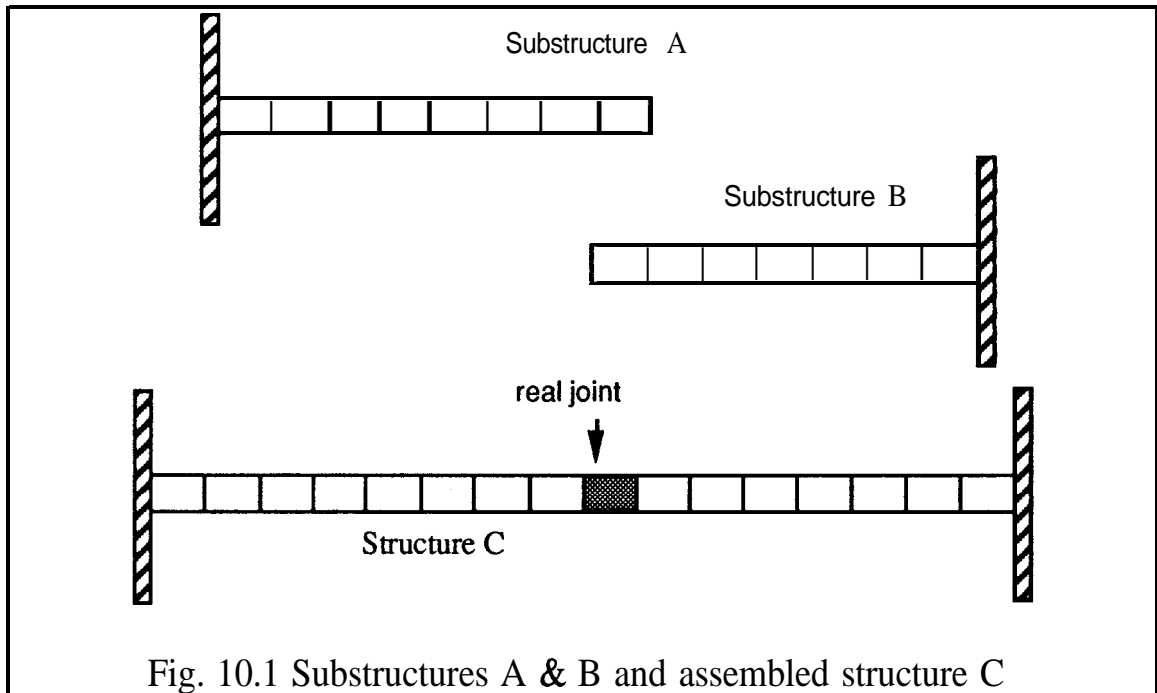 Substructure A
Substructure B
real joint
Structure C
Fig. 10.1 Substructures A & B and assembled structure C